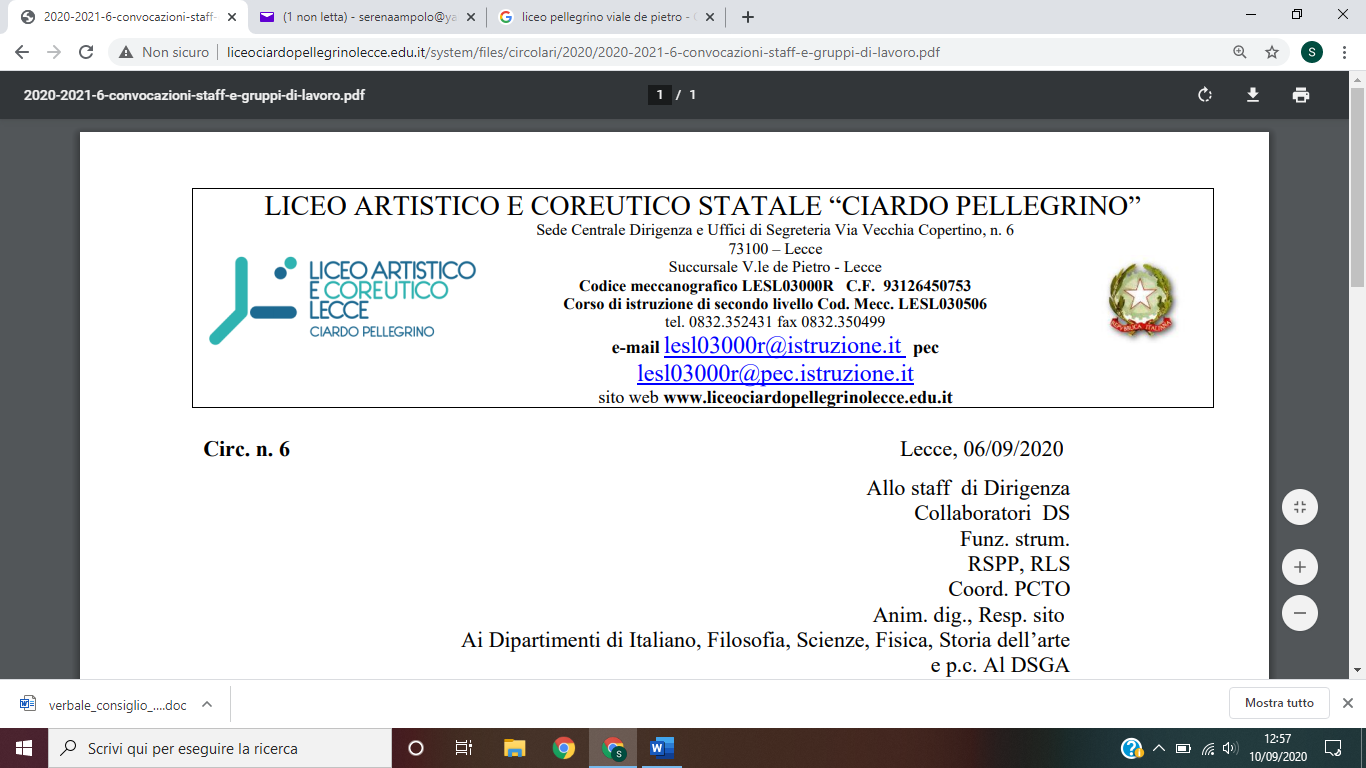 2020-2021-6-convocazioni-staff-
(1 non letta) - serenaampolo@ya
liceo pellegrino viale de pietro -
Non sicuro
liceociardopellegrinolecce.edu.it/system/files/circolari/2020/2020-2021-6-convocazioni-staff-e-gruppi-di-lavoro.pdf
S
2020-2021-6-convocazioni-staff-e-gruppi-di-lavoro.pdf
1 / 1
LICEO ARTISTICO E COREUTICO STATALE “CIARDO PELLEGRINO”
Sede Centrale Dirigenza e Uffici di Segreteria Via Vecchia Copertino, n. 6
73100 – Lecce
Succursale V.le de Pietro - Lecce
Codice meccanografico LESL03000R C.F. 93126450753
Corso di istruzione di secondo livello Cod. Mecc. LESL030506
tel. 0832.352431 fax 0832.350499
e-mail lesl03000r@istruzione.it pec
lesl03000r@pec.istruzione.it
sito web www.liceociardopellegrinolecce.edu.it
LICEO ARTISTICO
E COREUTICO
LECCE
CIARDO PELLEGRINO
REPVBBLICA ITALIANA
Circ. n. 6
Lecce, 06/09/2020
Allo staff di Dirigenza
Collaboratori DS
Funz. strum.
RSPP, RLS
Coord. PCTO
Anim. dig., Resp. sito
Ai Dipartimenti di Italiano, Filosofia, Scienze, Fisica, Storia dell’arte
e p.c. Al DSGA
verbale_consiglio_....doc
Mostra tutto
Scrivi qui per eseguire la ricerca
12:57
10/09/2020